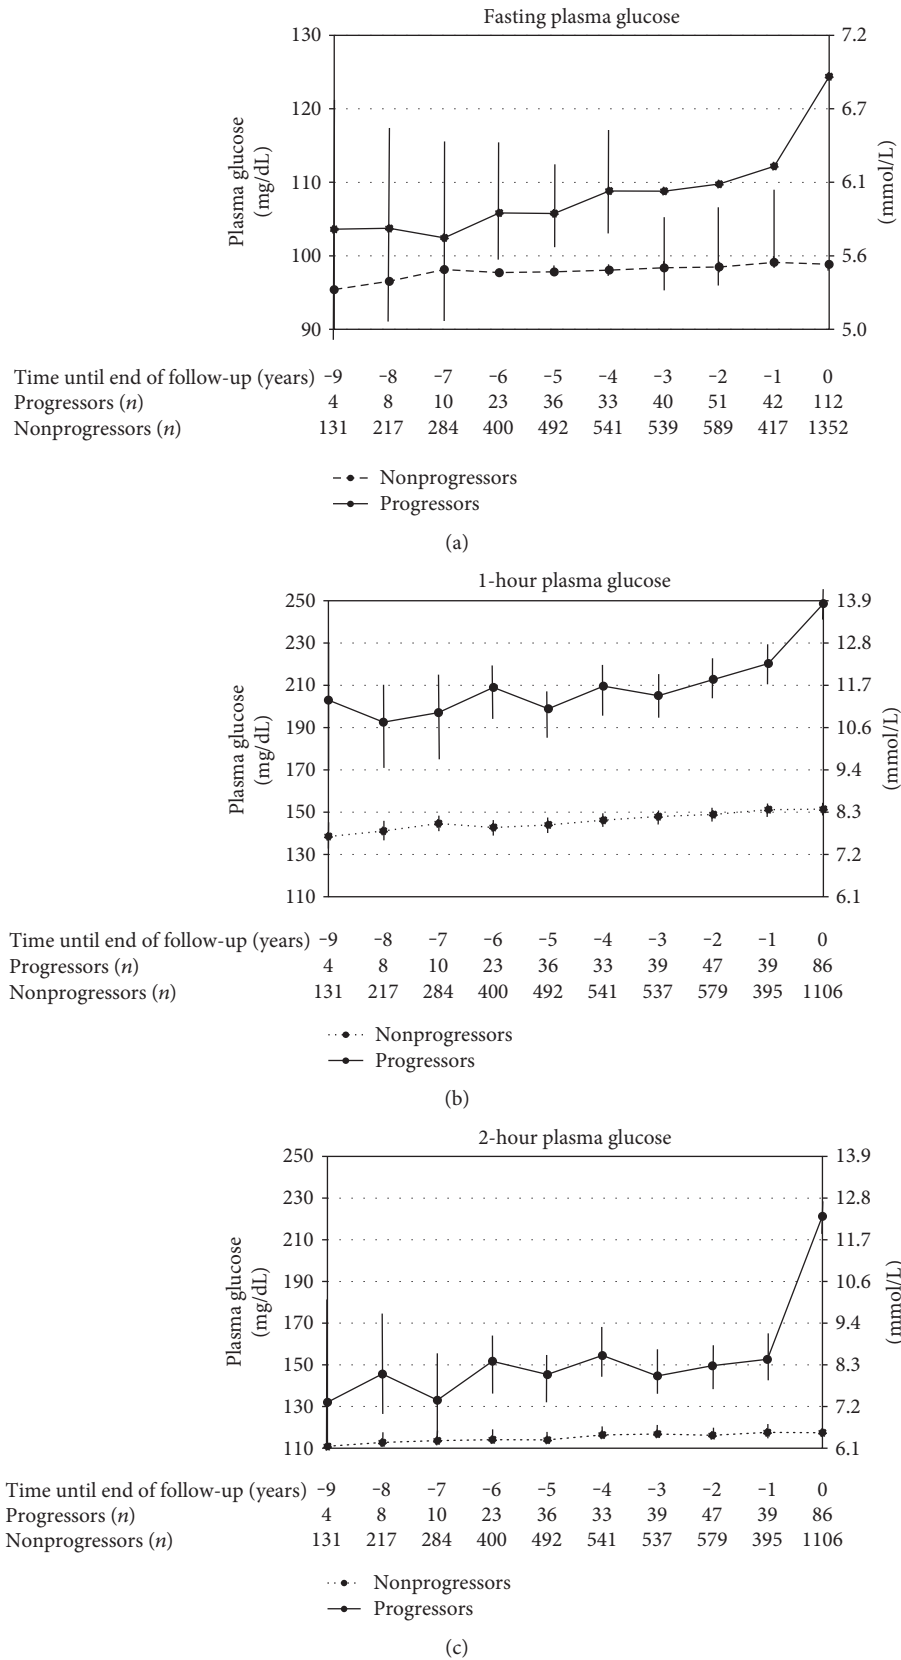 Fasting plasma glucose
130
120
110
100
90
Plasma glucose
(mg/dL)
7.2
6.7
6.1
5.6
5.0
(mmol/L)
Time until end of follow-up (years) −9 −8 −7 −6 −5 −4 −3 −2 −1 0
Progressors (n) 4 8 10 23 36 33 40 51 42 112
Nonprogressors (n) 131 217 284 400 492 541 539 589 417 1352
Nonprogressors
Progressors
(a)
1-hour plasma glucose
250
230
210
190
170
150
130
110
Plasma glucose
(mg/dL)
13.9
12.8
11.7
10.6
9.4
8.3
7.2
6.1
(mmol/L)
Time until end of follow-up (years) −9 −8 −7 −6 −5 −4 −3 −2 −1 0
Progressors (n) 4 8 10 23 36 33 39 47 39 86
Nonprogressors (n) 131 217 284 400 492 541 537 579 395 1106
Nonprogressors
Progressors
(b)
2-hour plasma glucose
250
230
210
190
170
150
130
110
Plasma glucose
(mg/dL)
13.9
12.8
11.7
10.6
9.4
8.3
7.2
6.1
(mmol/L)
Time until end of follow-up (years) −9 −8 −7 −6 −5 −4 −3 −2 −1 0
Progressors (n) 4 8 10 23 36 33 39 47 39 86
Nonprogressors (n) 131 217 284 400 492 541 537 579 395 1106
Nonprogressors
Progressors
(c)